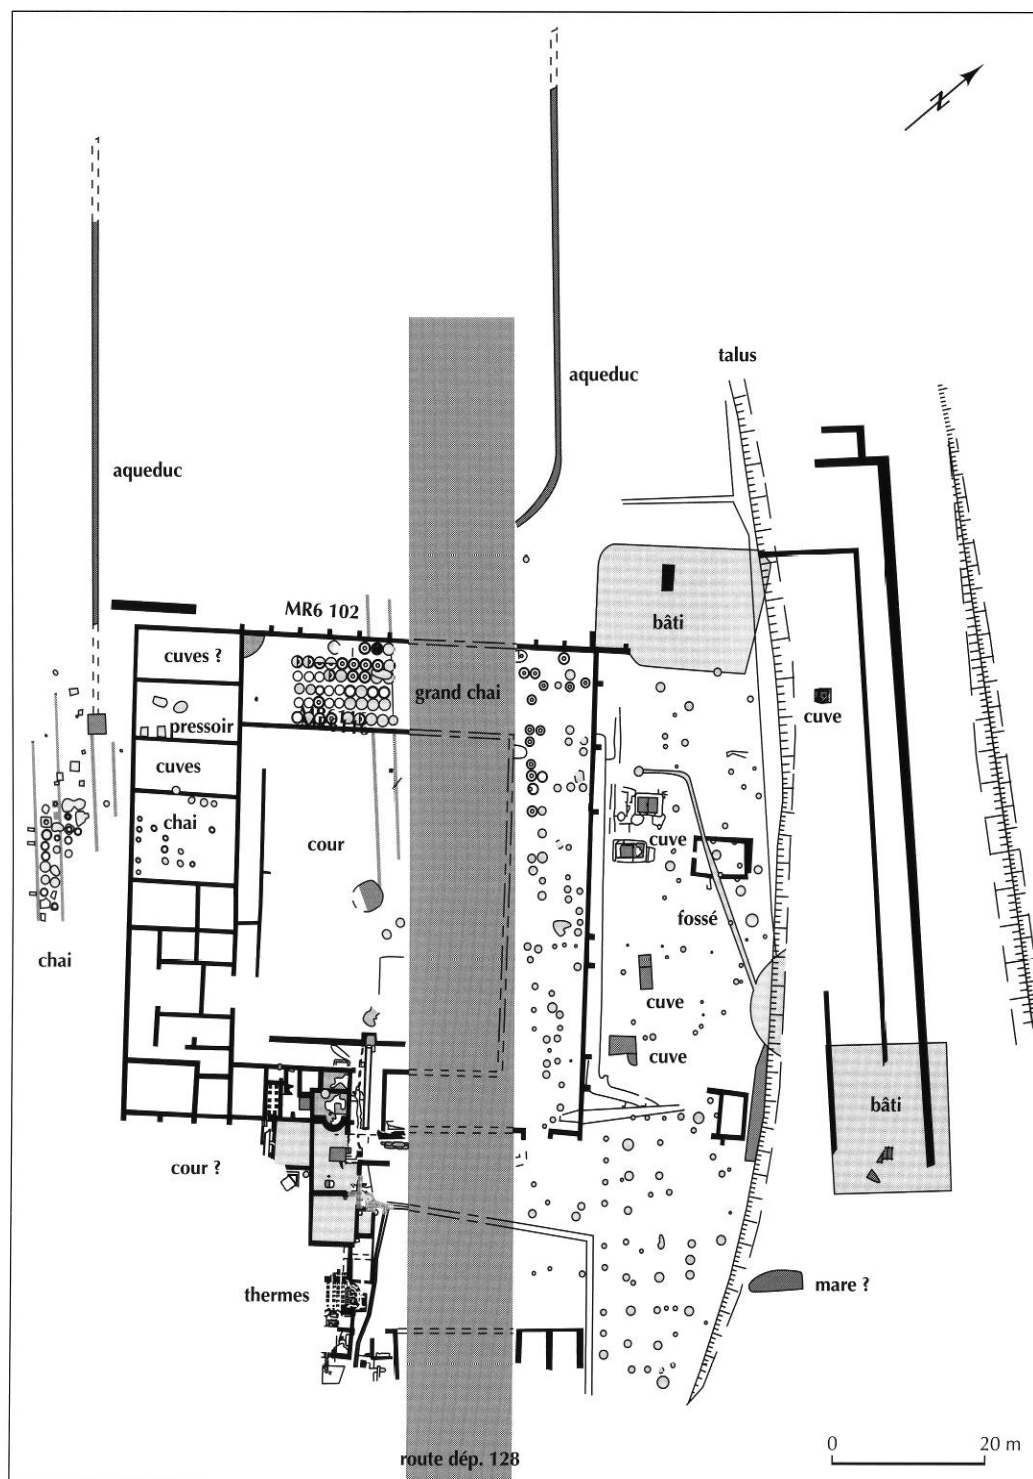 N
talus
aqueduc
aqueduc
MR6 102
bâti
cuves ?
grand chai
cuve
pressoir
cuves
chai
cour
cuve
fossé
chai
cuve
cuve
bâti
cour ?
thermes
mare ?
route dép. 128
0 20 m